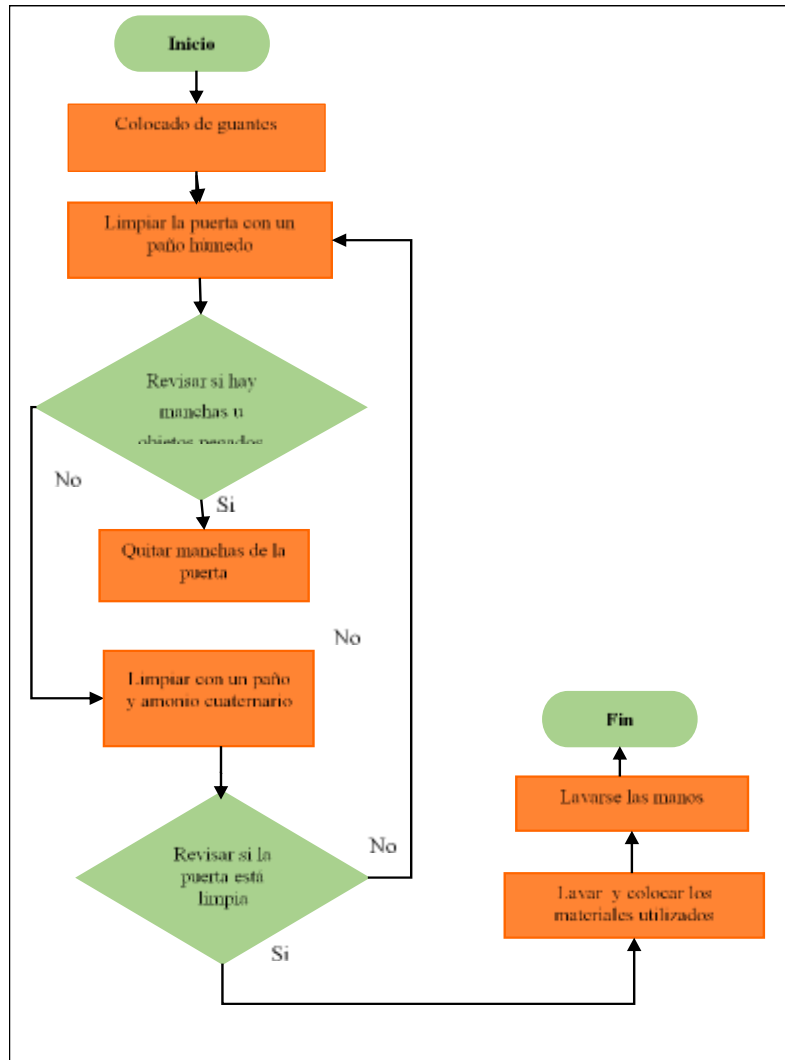 Inicio
Colocado de guantes
Limpiar la puerta con un
paño húmedo
Revisar si hay
manchas u
objetos pegados
No
Si
Quitar manchas de la
puerta
No
Limpiar con un paño
y amonio cuaternario
Revisar si la
puerta está
limpia
No
Si
Lavar y colocar los
materiales utilizados
Lavarse las manos
Fin